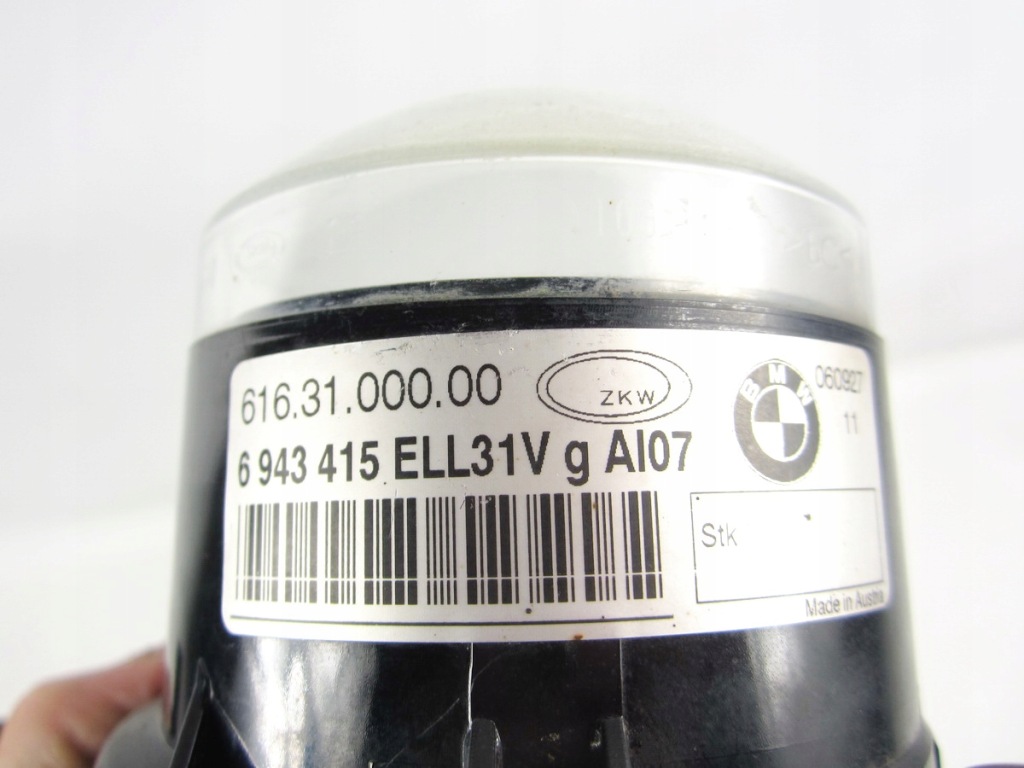 616.31.000.00
ZKW
BMW
060927
11
6 943 415 ELL31V g AI07
Stk
Made in Austria